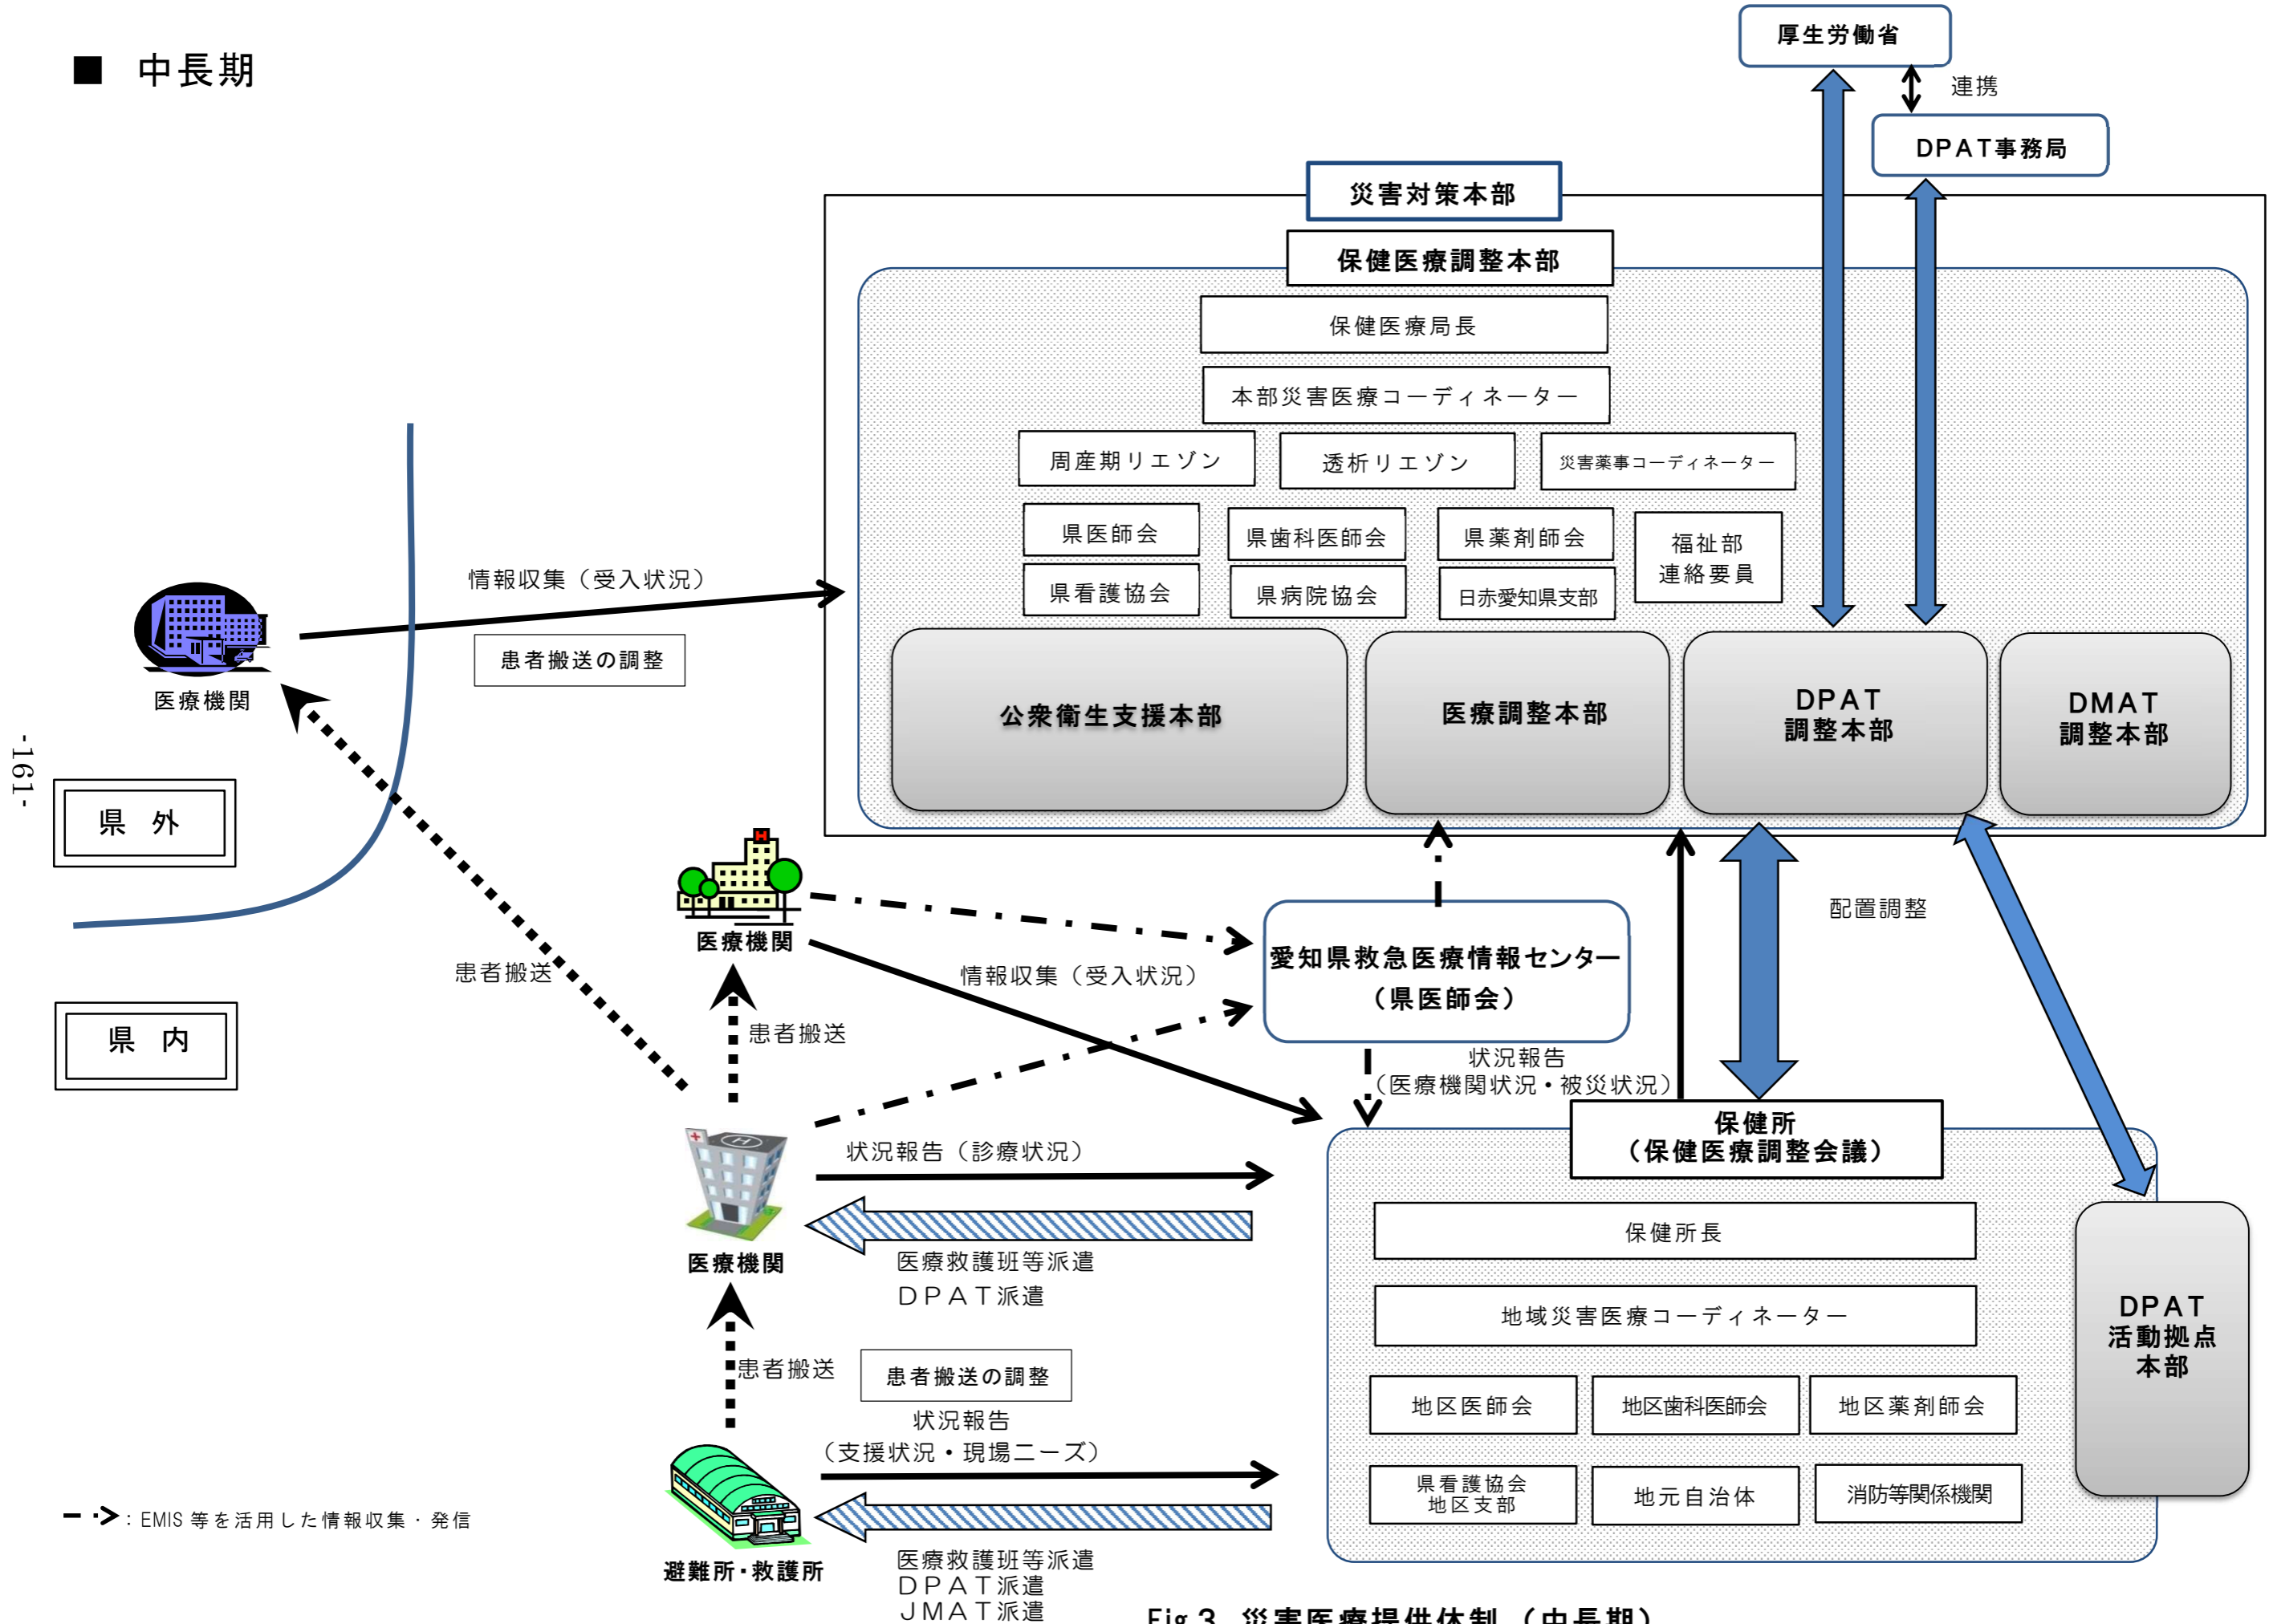 ■ 中長期
厚生労働省
連携
DPAT事務局
災害対策本部
保健医療調整本部
保健医療局長
本部災害医療コーディネーター
周産期リエゾン
透析リエゾン
災害薬事コーディネーター
県医師会
県歯科医師会
県薬剤師会
福祉部
連絡要員
県看護協会
県病院協会
日赤愛知県支部
公衆衛生支援本部
医療調整本部
DPAT
調整本部
DMAT
調整本部
情報収集（受入状況）
患者搬送の調整
医療機関
-161-
県 外
県 内
患者搬送
医療機関
情報収集（受入状況）
愛知県救急医療情報センター
（県医師会）
配置調整
患者搬送
状況報告
（医療機関状況・被災状況）
保健所
（保健医療調整会議）
状況報告（診療状況）
医療機関
医療救護班等派遣
ＤＰＡＴ派遣
保健所長
地域災害医療コーディネーター
DPAT
活動拠点
本部
患者搬送
患者搬送の調整
状況報告
（支援状況・現場ニーズ）
地区医師会
地区歯科医師会
地区薬剤師会
県看護協会
地区支部
地元自治体
消防等関係機関
：EMIS 等を活用した情報収集・発信
避難所・救護所
医療救護班等派遣
ＤＰＡＴ派遣
ＪＭＡＴ派遣
Fig.3 災害医療提供体制 （中長期）